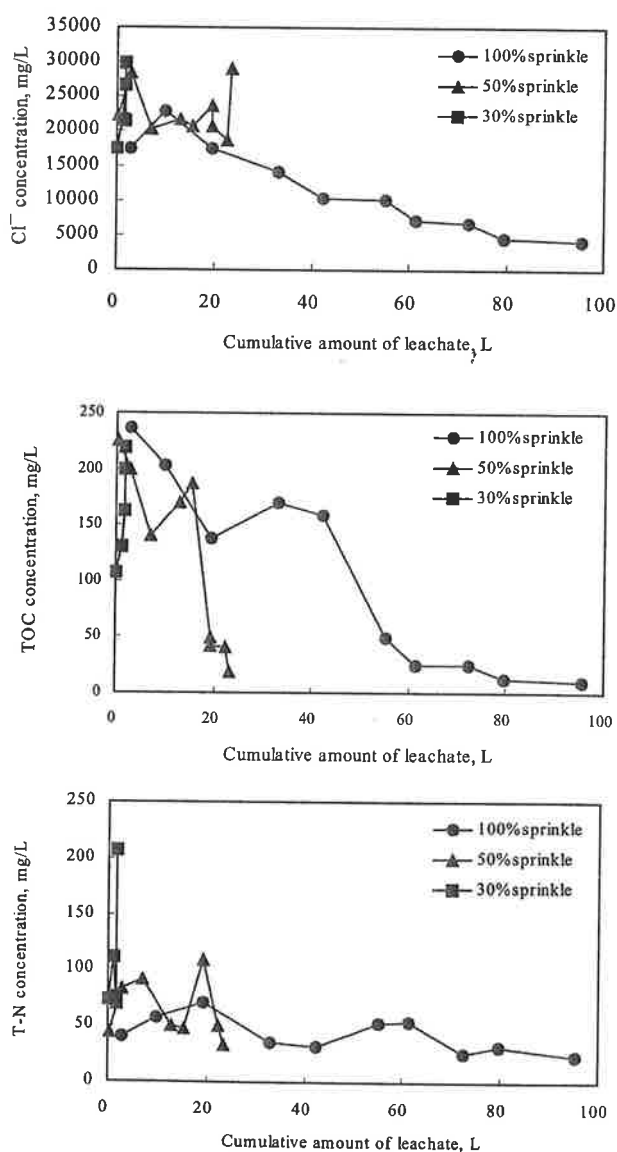 Cl⁻ concentration, mg/L
35000
30000
25000
20000
15000
10000
5000
0
100%sprinkle
50%sprinkle
30%sprinkle
0 20 40 60 80 100
Cumulative amount of leachate, L
TOC concentration, mg/L
250
200
150
100
50
0
100%sprinkle
50%sprinkle
30%sprinkle
0 20 40 60 80 100
Cumulative amount of leachate, L
T-N concentration, mg/L
250
200
150
100
50
0
100%sprinkle
50%sprinkle
30%sprinkle
0 20 40 60 80 100
Cumulative amount of leachate, L